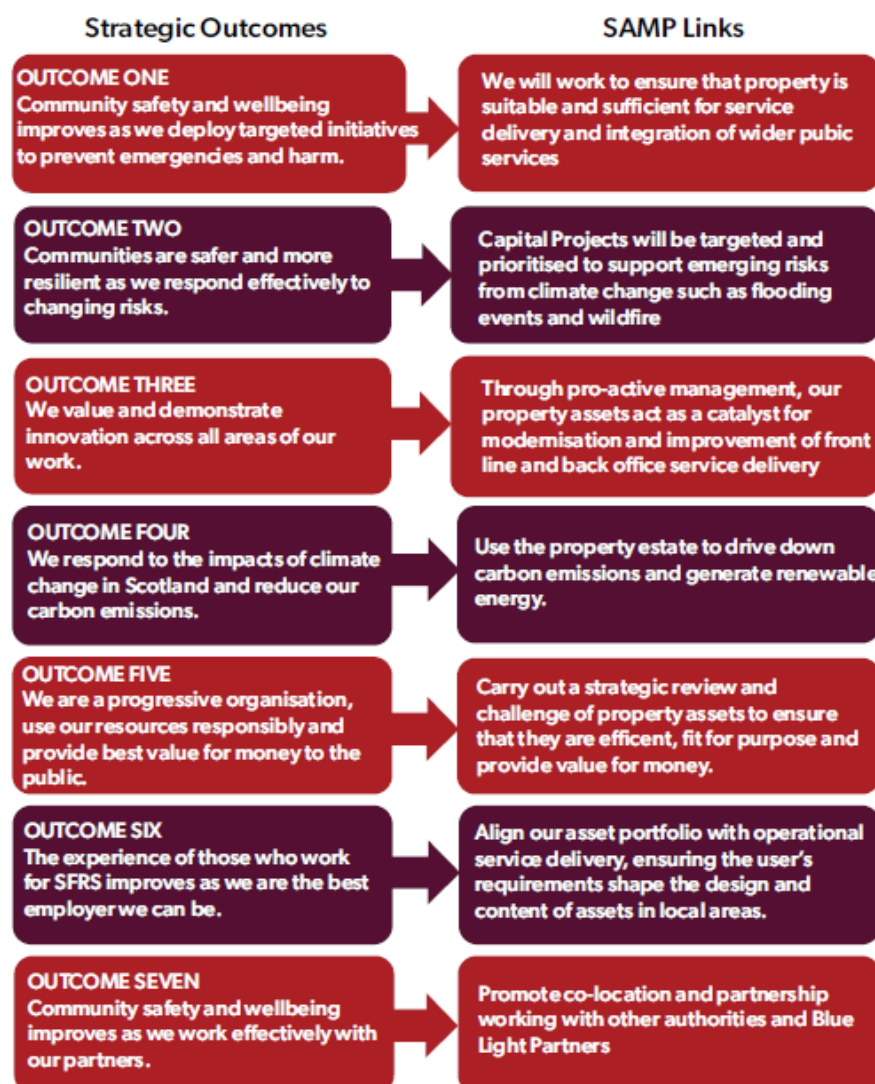 Strategic Outcomes
SAMP Links
OUTCOME ONE
Community safety and wellbeing
improves as we deploy targeted initiatives
to prevent emergencies and harm.
We will work to ensure that property is
suitable and sufficient for service
delivery and integration of wider pubic
services
OUTCOME TWO
Communities are safer and more
resilient as we respond effectively to
changing risks.
Capital Projects will be targeted and
prioritised to support emerging risks
from climate change such as flooding
events and wildfire
OUTCOME THREE
We value and demonstrate
innovation across all areas of our
work.
Through pro-active management, our
property assets act as a catalyst for
modernisation and improvement of front
line and back office service delivery
OUTCOME FOUR
We respond to the impacts of climate
change in Scotland and reduce our
carbon emissions.
Use the property estate to drive down
carbon emissions and generate renewable
energy.
OUTCOME FIVE
We are a progressive organisation,
use our resources responsibly and
provide best value for money to the
public.
Carry out a strategic review and
challenge of property assets to ensure
that they are efficent, fit for purpose and
provide value for money.
OUTCOME SIX
The experience of those who work
for SFRS improves as we are the best
employer we can be.
Align our asset portfolio with operational
service delivery, ensuring the user's
requirements shape the design and
content of assets in local areas.
OUTCOME SEVEN
Community safety and wellbeing
improves as we work effectively with
our partners.
Promote co-location and partnership
working with other authorities and Blue
Light Partners